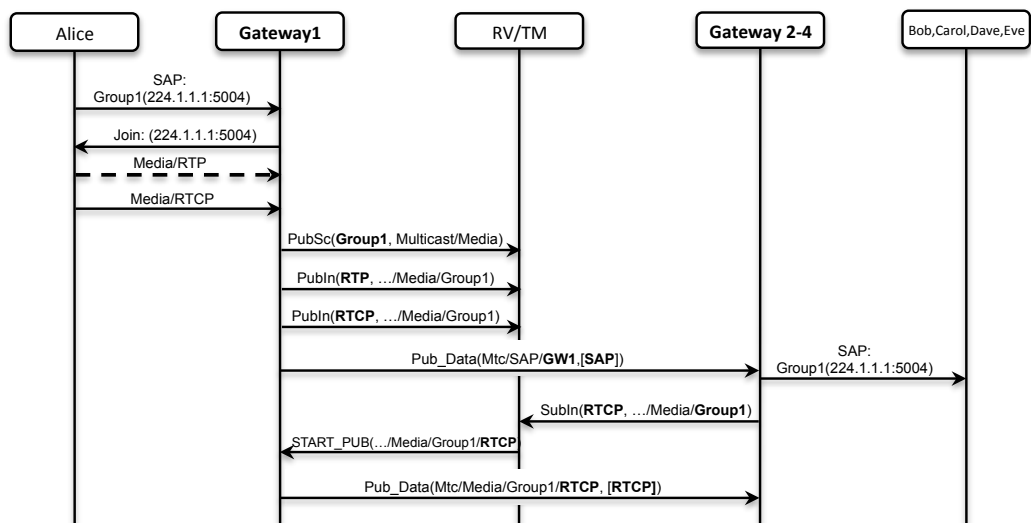 Alice
Gateway1
RV/TM
Gateway 2-4
Bob,Carol,Dave,Eve
SAP:
Group1(224.1.1.1:5004)
Join: (224.1.1.1:5004)
Media/RTP
Media/RTCP
PubSc(Group1, Multicast/Media)
PubIn(RTP, …/Media/Group1)
PubIn(RTCP, …/Media/Group1)
Pub_Data(Mtc/SAP/GW1,[SAP])
SAP:
Group1(224.1.1.1:5004)
SubIn(RTCP, …/Media/Group1)
START_PUB(…/Media/Group1/RTCP)
Pub_Data(Mtc/Media/Group1/RTCP, [RTCP])